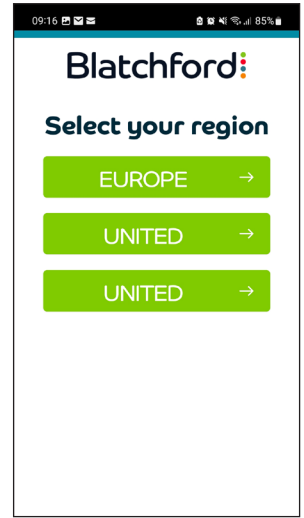 09:16 85%
Blatchford
Select your region
EUROPE →
UNITED →
UNITED →